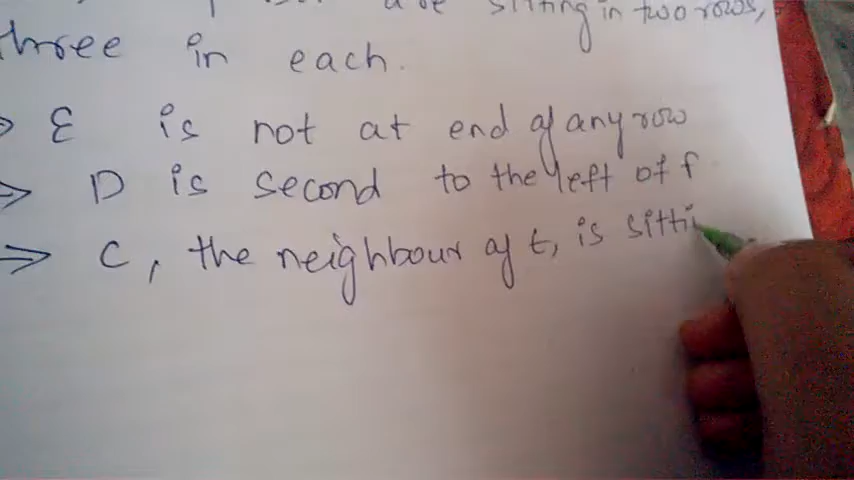 are sitting in two rows,
three in each.
⇒ E is not at end of any row
⇒ D is second to the left of f
⇒ C, the neighbour of E, is sitti